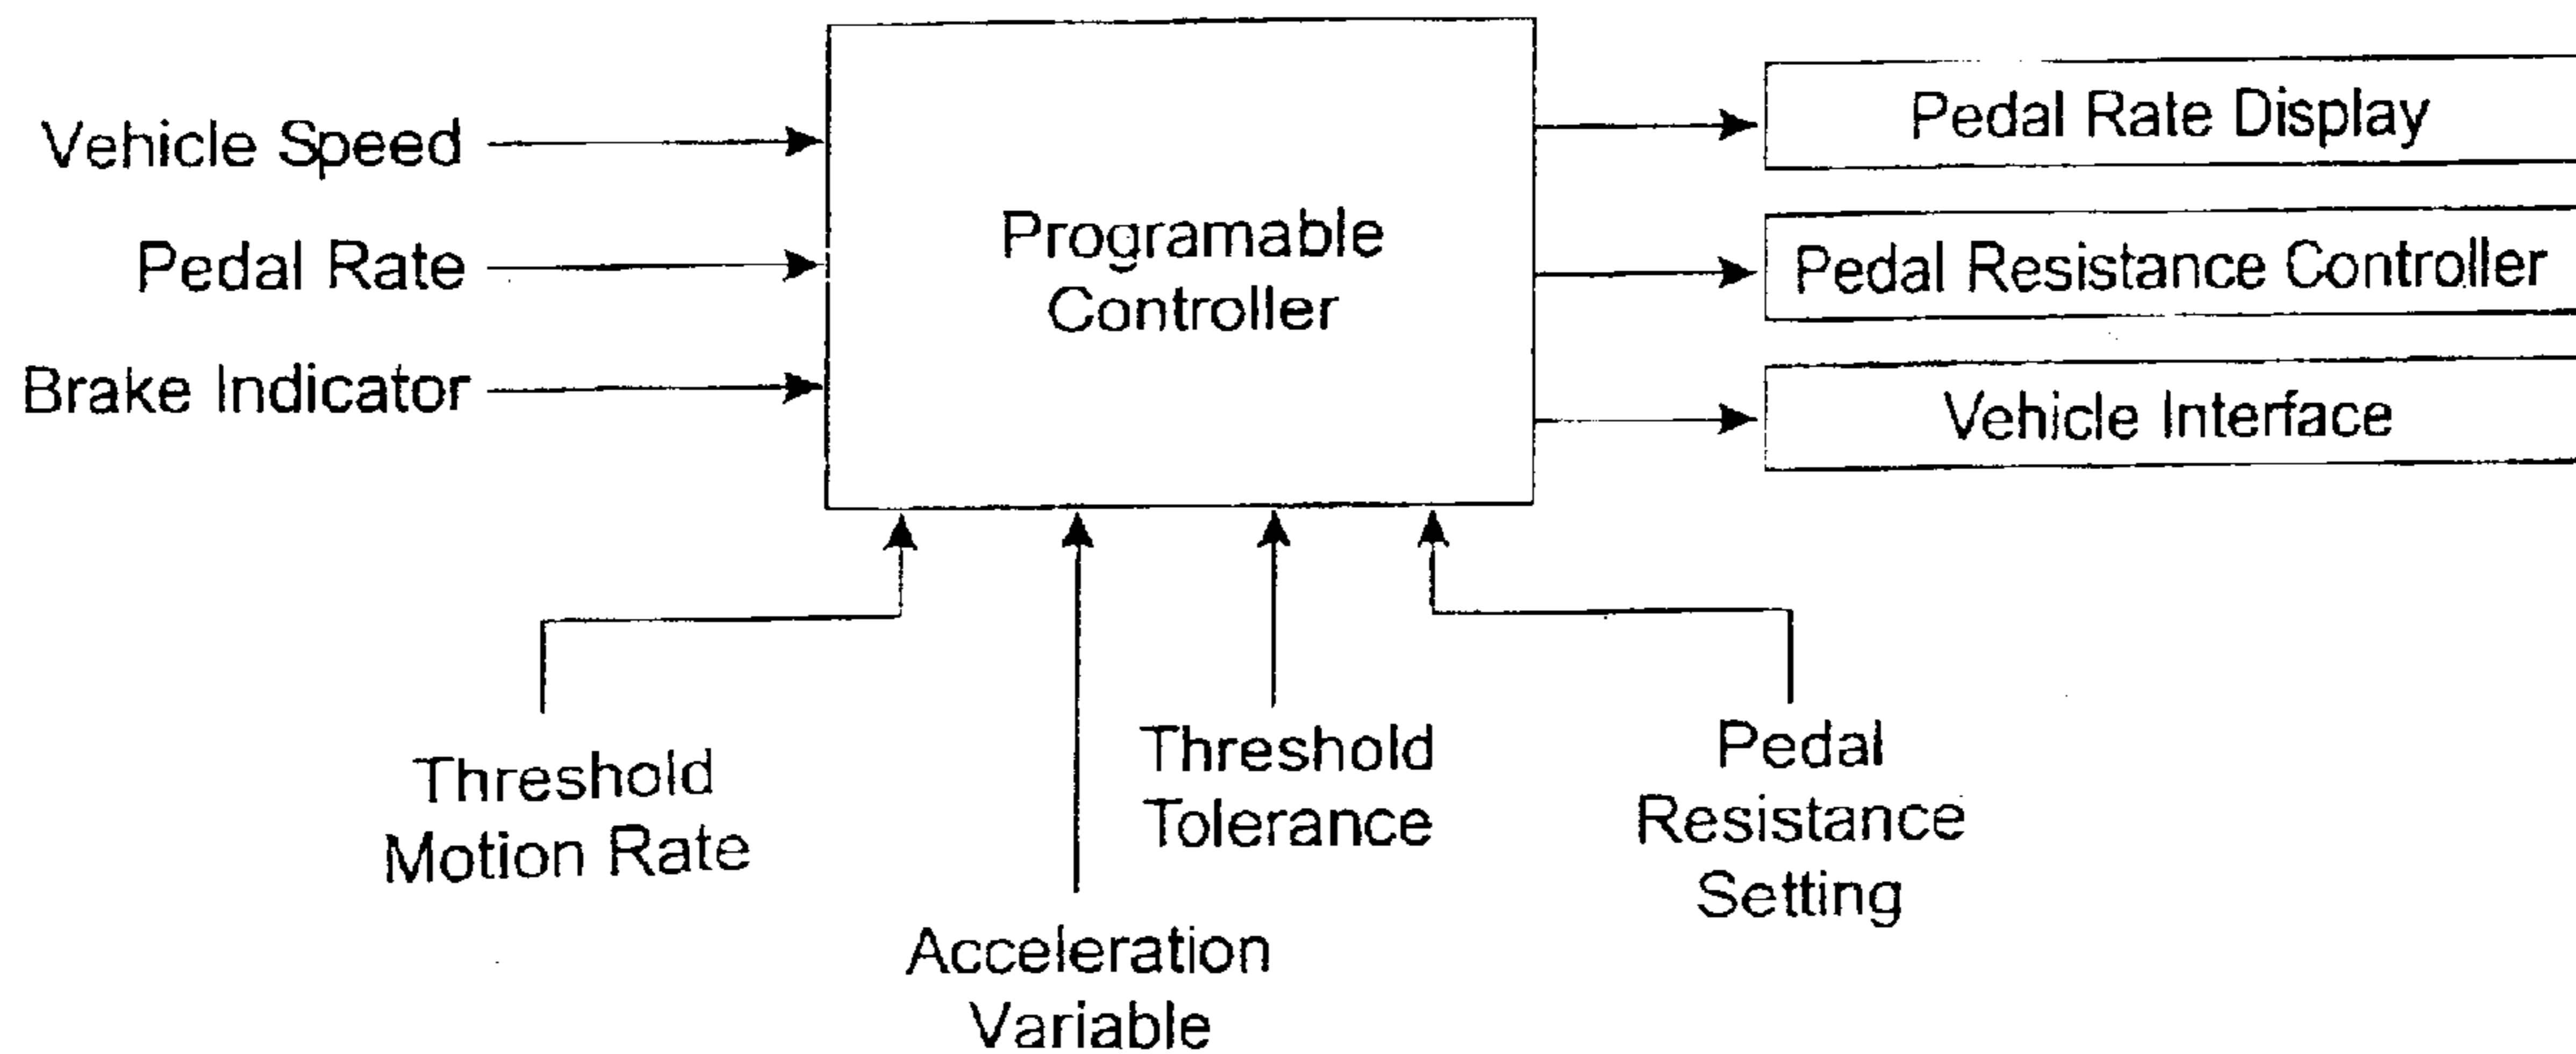 Vehicle Speed
Pedal Rate
Brake Indicator
Programable
Controller
Pedal Rate Display
Pedal Resistance Controller
Vehicle Interface
Threshold
Motion Rate
Acceleration
Variable
Threshold
Tolerance
Pedal
Resistance
Setting